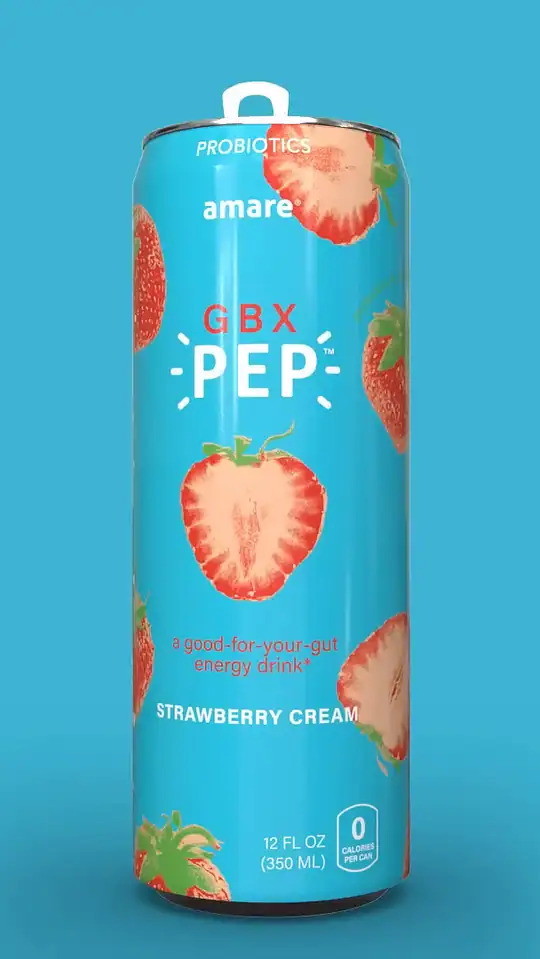 PROBIOTICS
amare®
GBX
PEP™
a good-for-your-gut
energy drink*
STRAWBERRY CREAM
12 FL OZ
(350 ML)
0
CALORIES
PER CAN